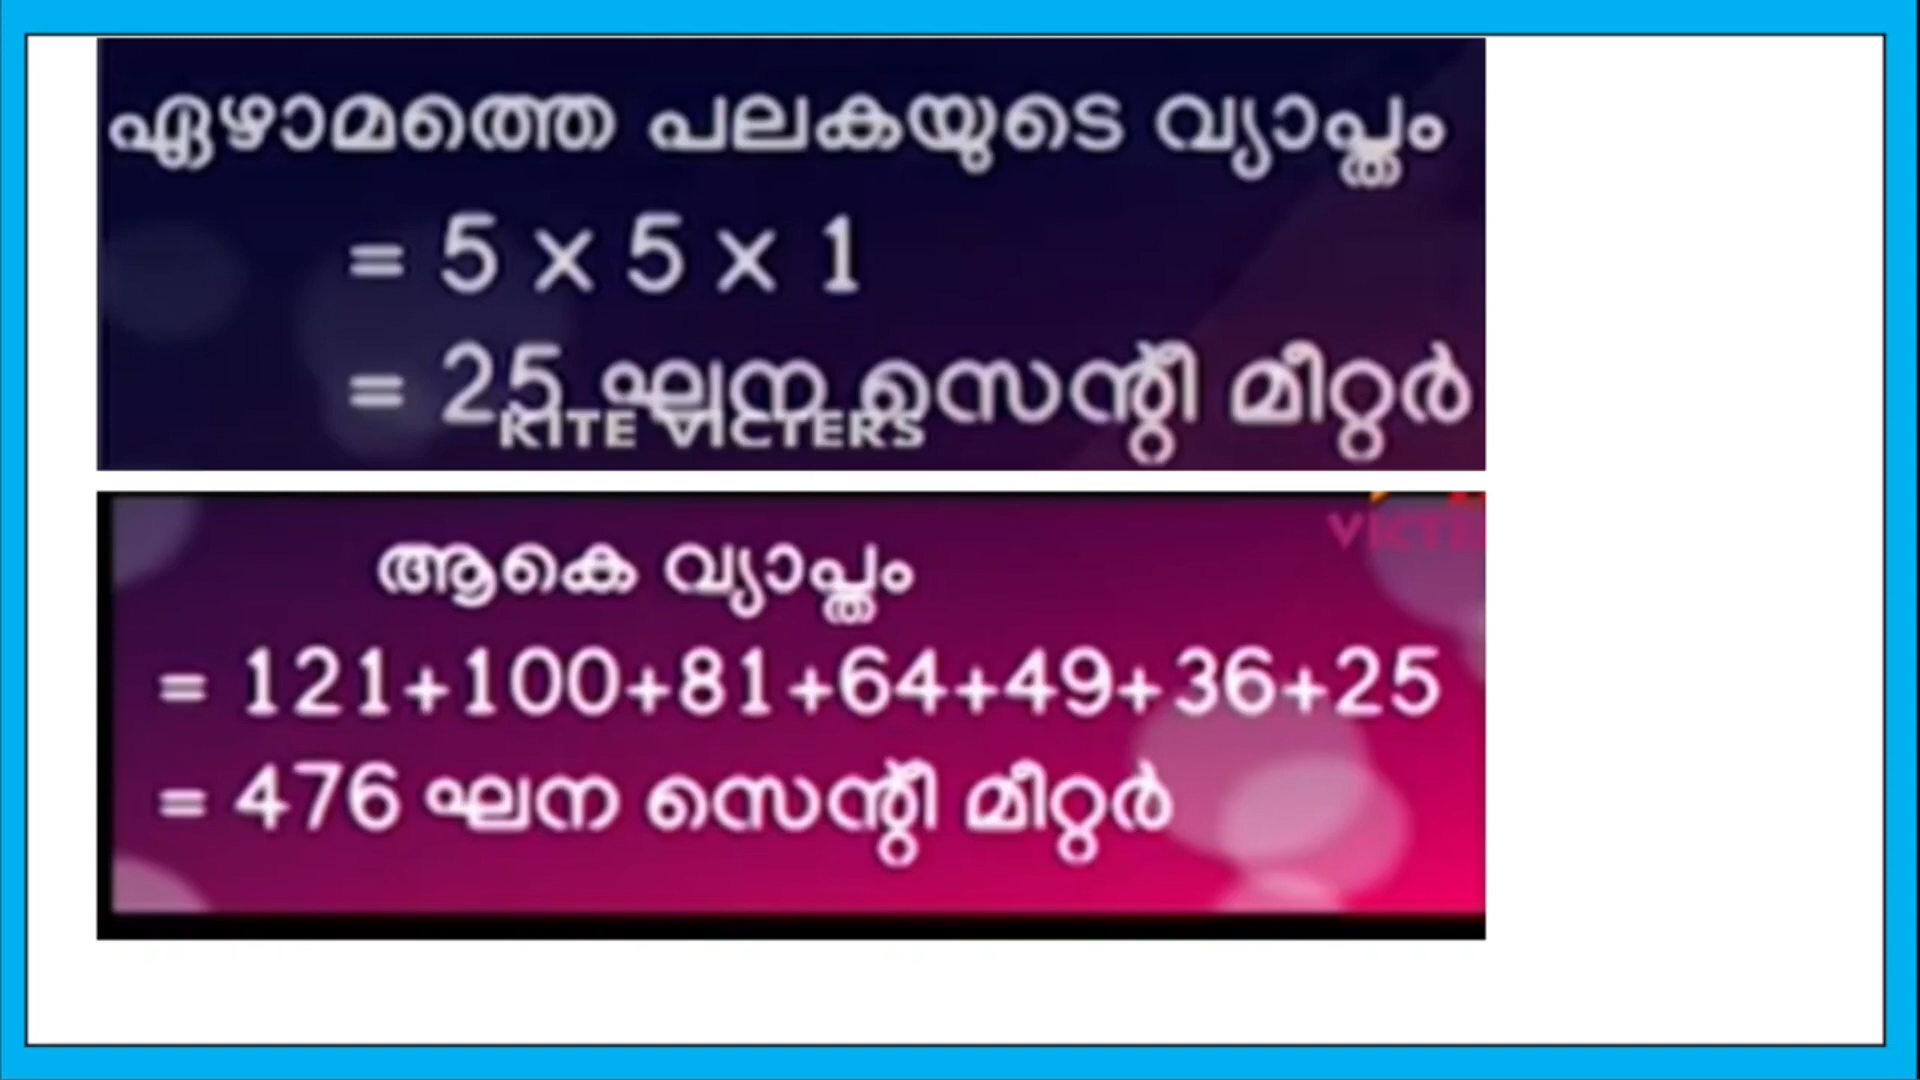 ഏഴാമത്തെ പലകയുടെ വ്യാപ്തം
= 5 × 5 × 1
= 25 ഘന സെന്റീ മീറ്റർ
KITE VICTERS
ആകെ വ്യാപ്തം
= 121+100+81+64+49+36+25
= 476 ഘന സെന്റീ മീറ്റർ